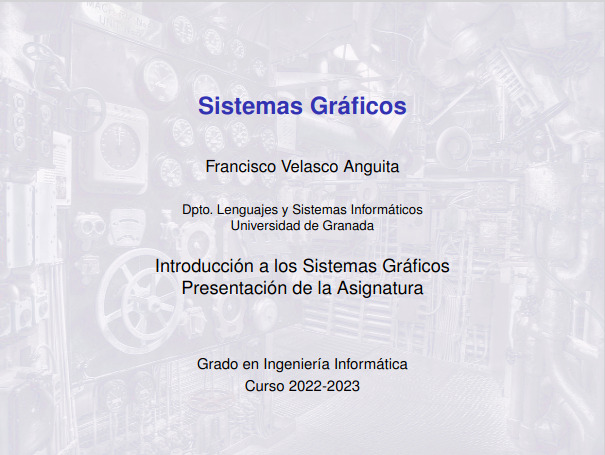 Sistemas Gráficos
Francisco Velasco Anguita
Dpto. Lenguajes y Sistemas Informáticos
Universidad de Granada
Introducción a los Sistemas Gráficos
Presentación de la Asignatura
Grado en Ingeniería Informática
Curso 2022-2023